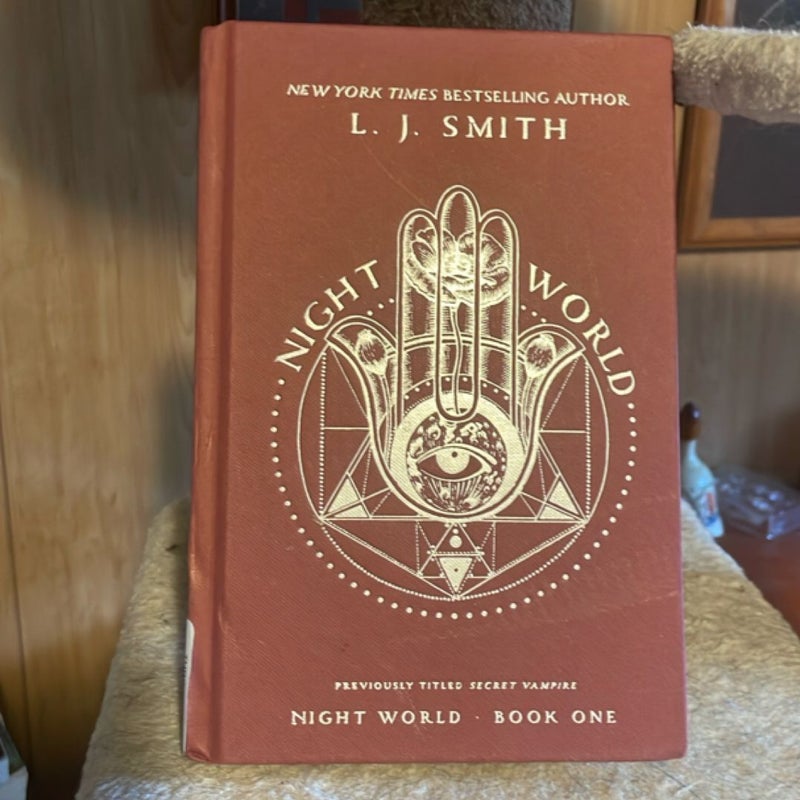 NEW YORK TIMES BESTSELLING AUTHOR
L. J. SMITH
NIGHT WORLD
PREVIOUSLY TITLED SECRET VAMPIRE
NIGHT WORLD · BOOK ONE